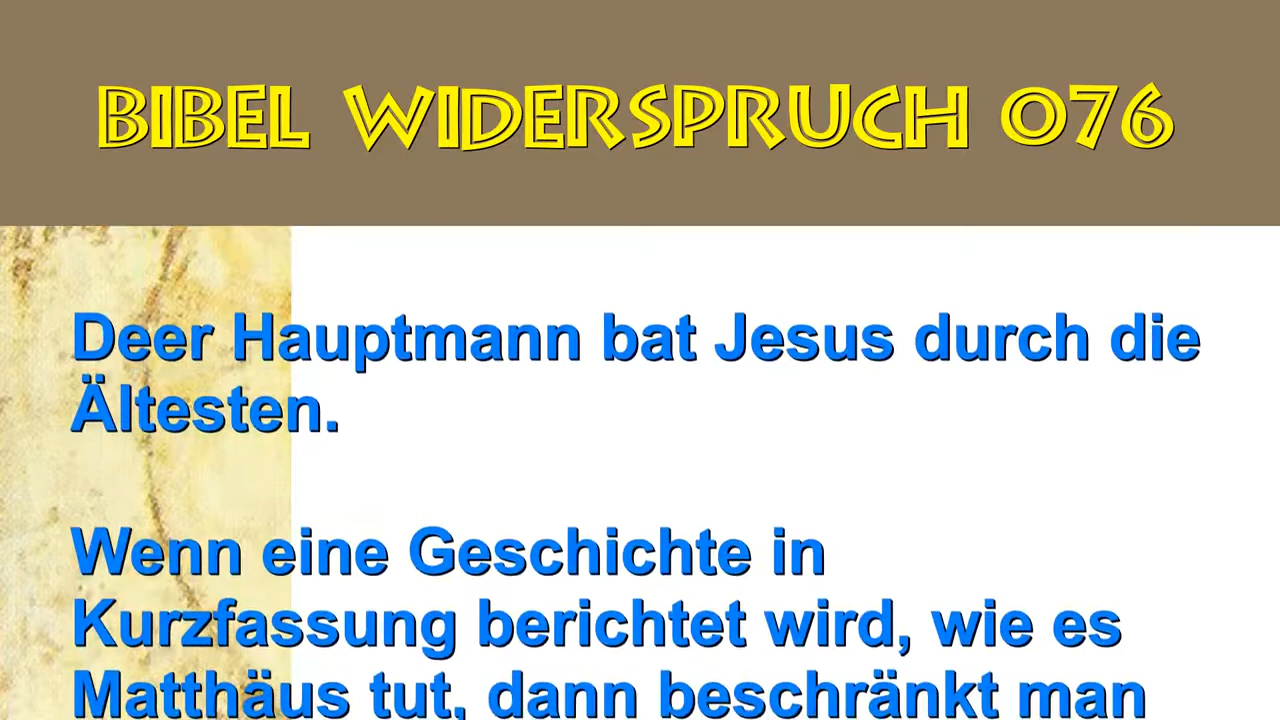 BIBEL WIDERSPRUCH 076
Deer Hauptmann bat Jesus durch die
Ältesten.
Wenn eine Geschichte in
Kurzfassung berichtet wird, wie es
Matthäus tut, dann beschränkt man